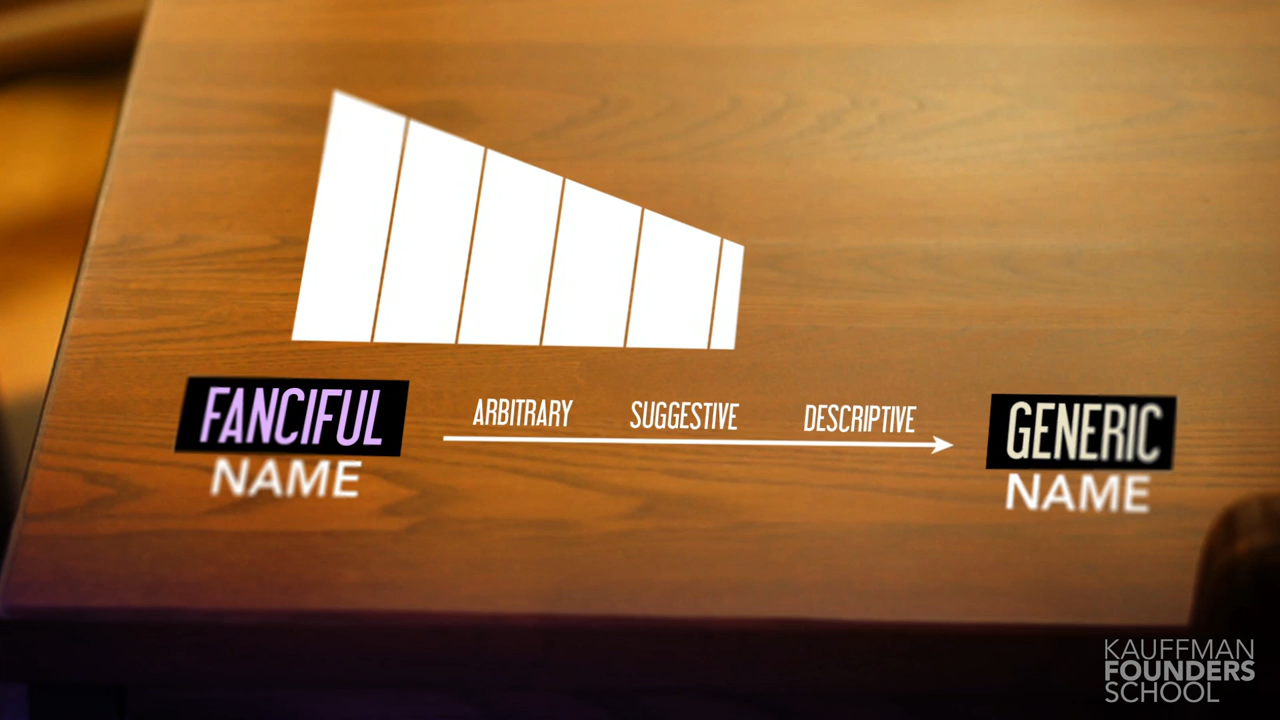 FANCIFUL
NAME
ARBITRARY
SUGGESTIVE
DESCRIPTIVE
GENERIC
NAME
KAUFFMAN
FOUNDERS
SCHOOL